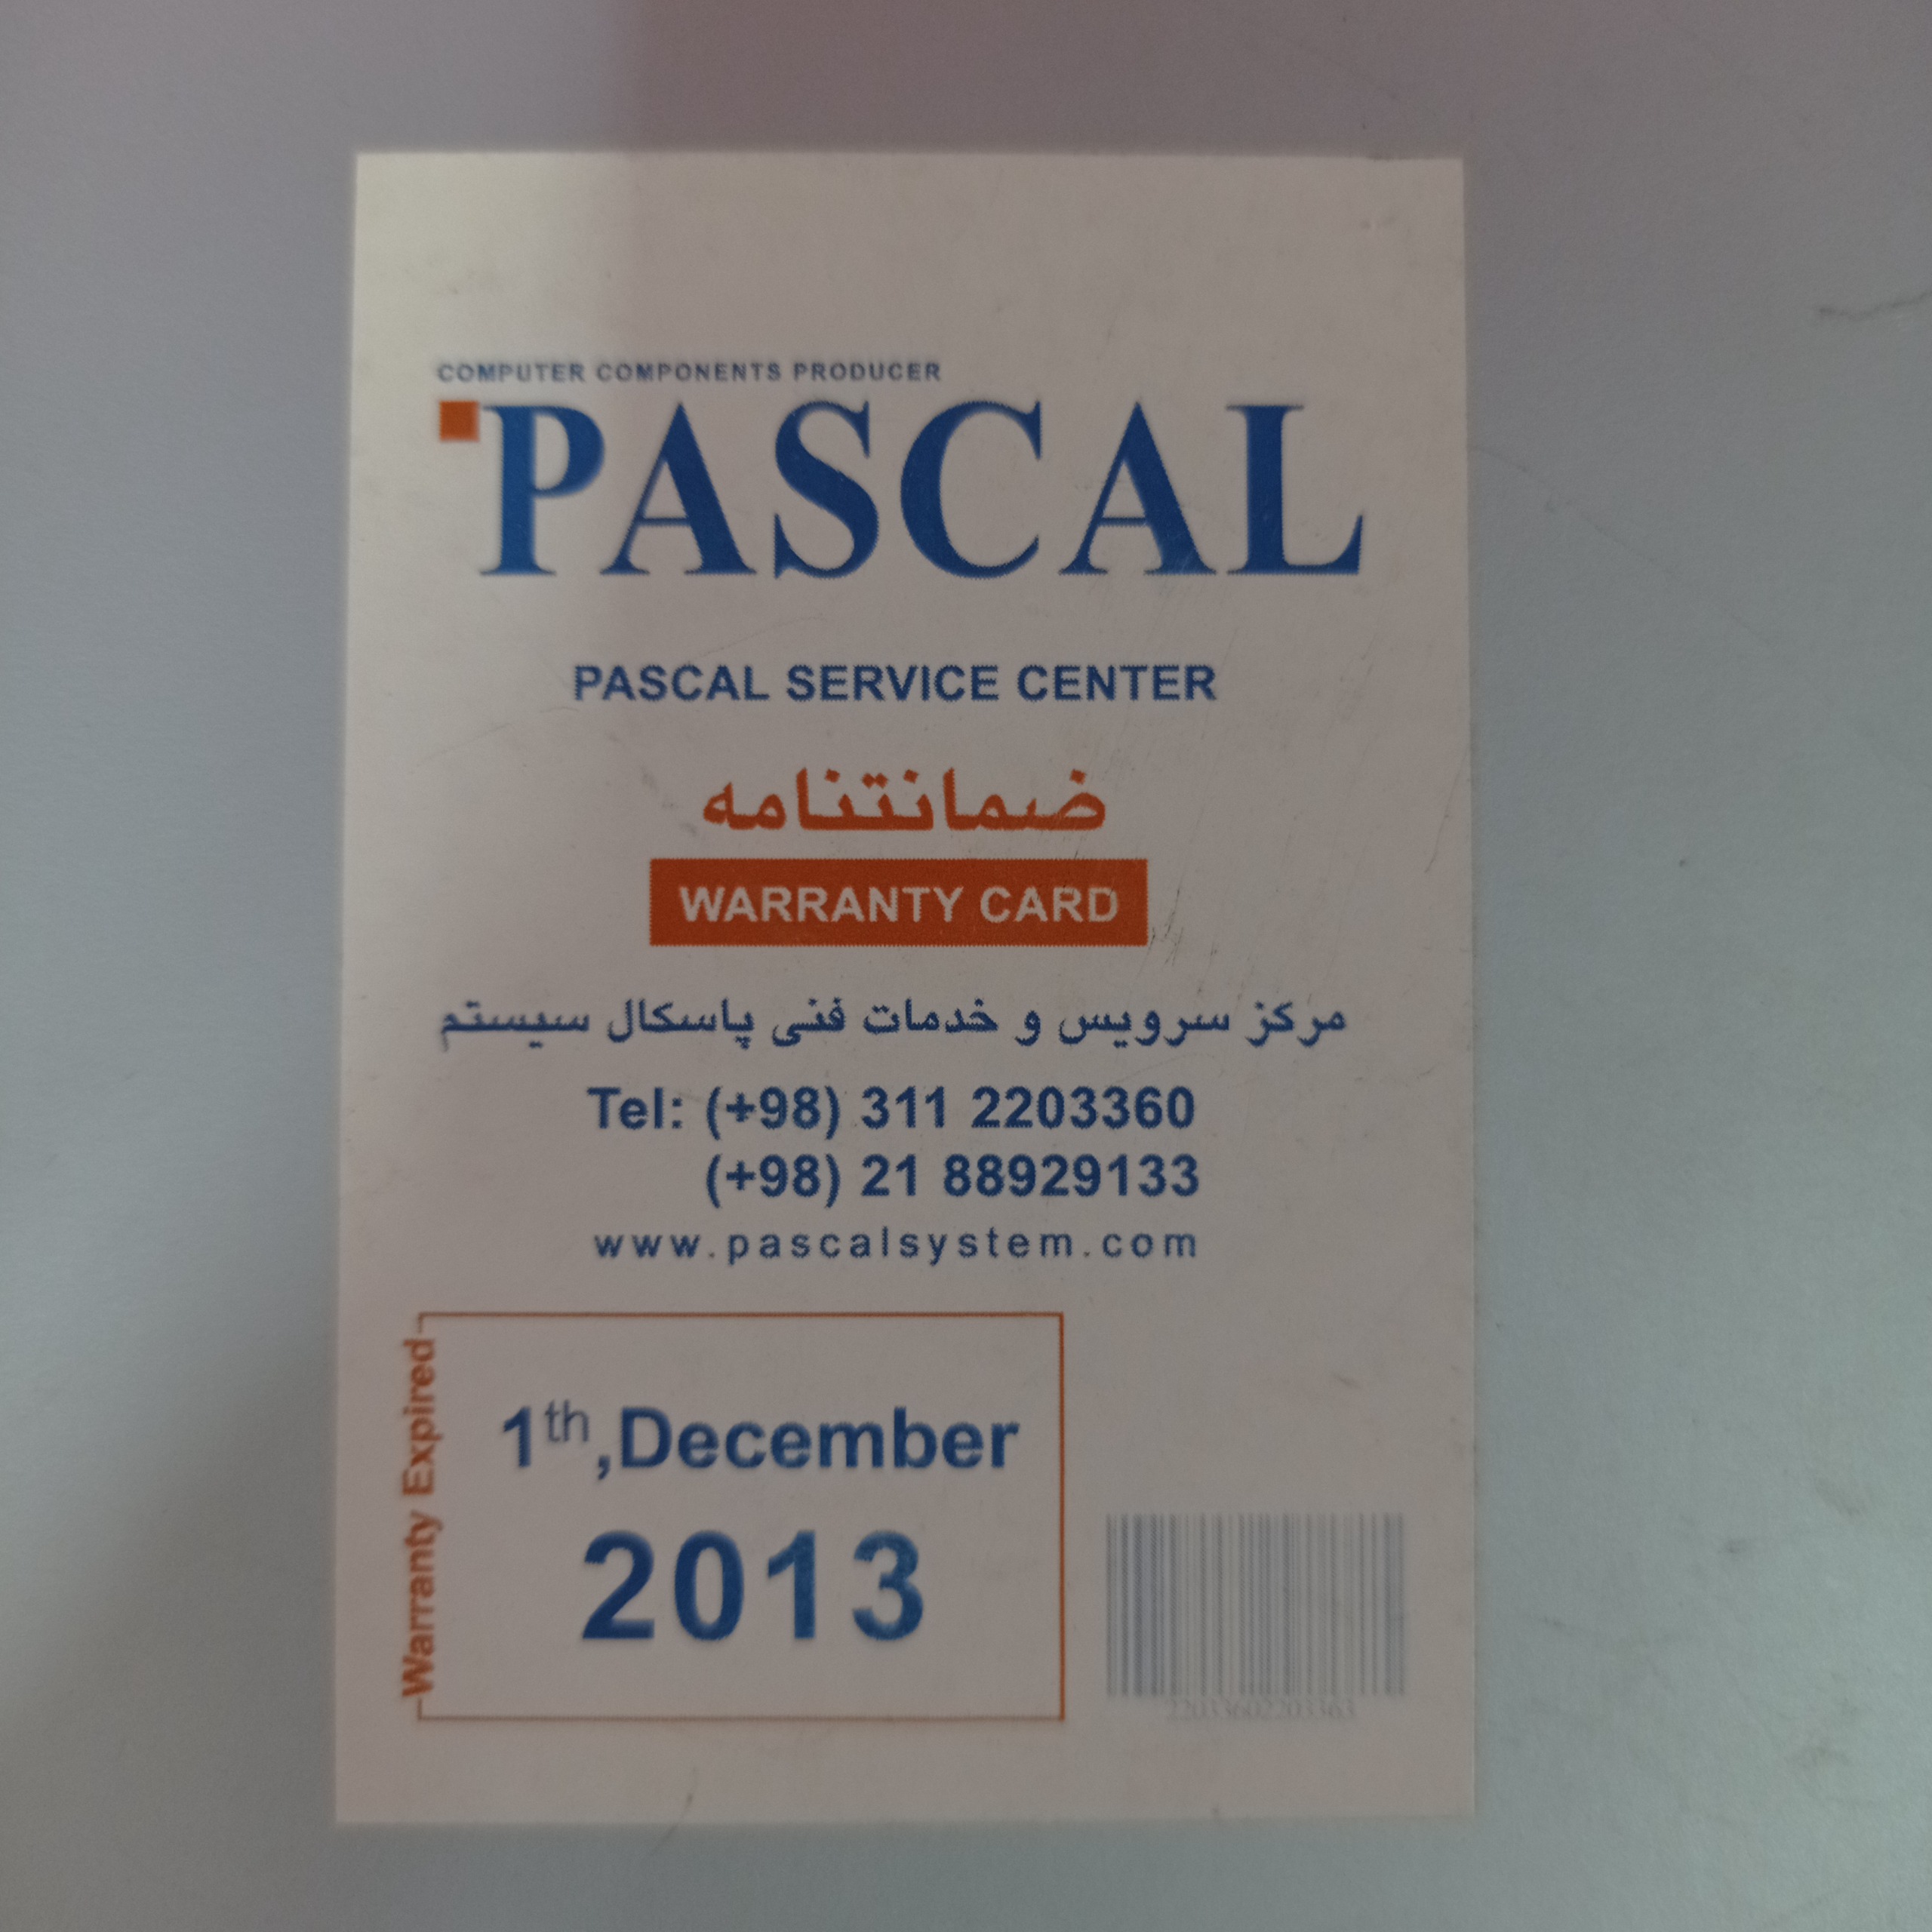 COMPUTER COMPONENTS PRODUCER
PASCAL
PASCAL SERVICE CENTER
ضمانتنامه
WARRANTY CARD
مرکز سرویس و خدمات فنی پاسکال سیستم
Tel: (+98) 311 2203360
(+98) 21 88929133
www.pascalsystem.com
Warranty Expired
1th,December
2013
22033602203363